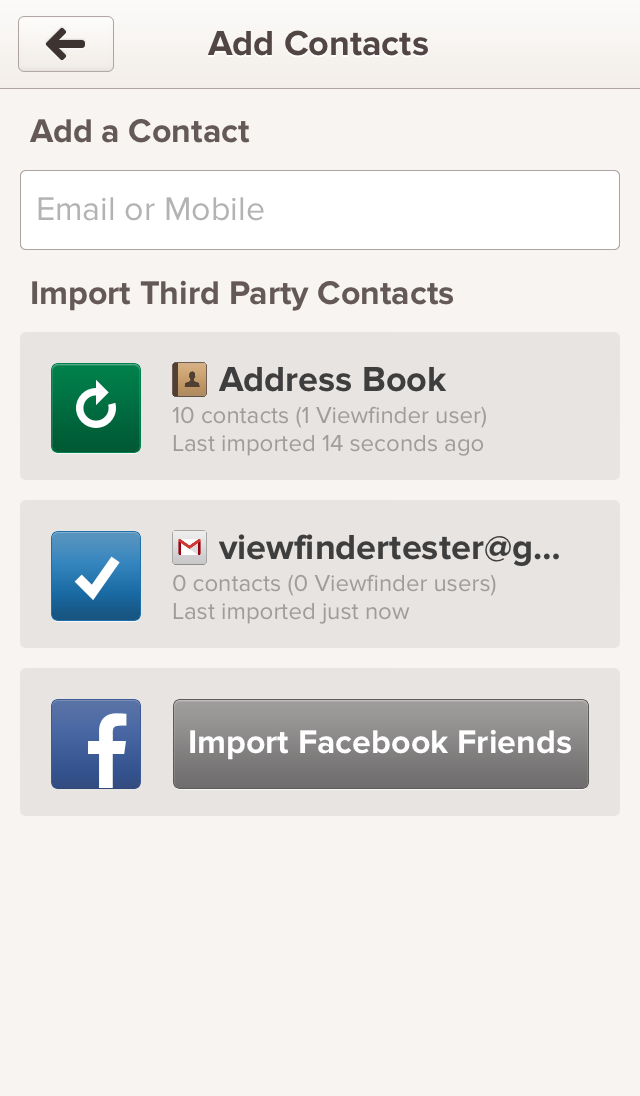 Add Contacts
Add a Contact
Email or Mobile
Import Third Party Contacts
Address Book
10 contacts (1 Viewfinder user)
Last imported 14 seconds ago
viewfindertester@g...
0 contacts (0 Viewfinder users)
Last imported just now
Import Facebook Friends